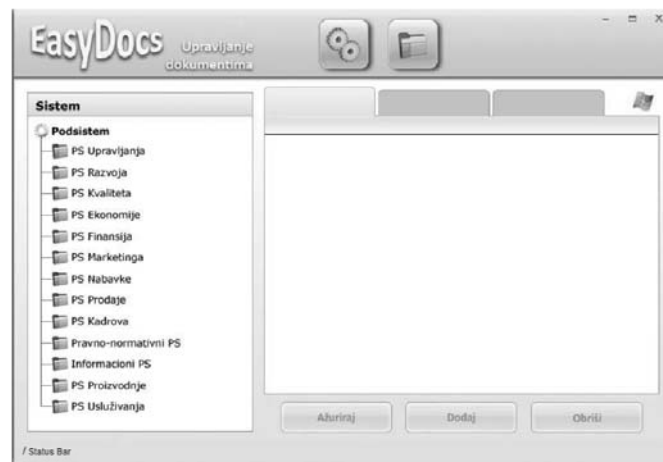 EasyDocs
Upravljanje
dokumentima
Sistem
Podsistem
PS Upravljanja
PS Razvoja
PS Kvaliteta
PS Ekonomije
PS Finansija
PS Marketinga
PS Nabavke
PS Prodaje
PS Kadrova
Pravno-normativni PS
Informacioni PS
PS Proizvodnje
PS Usluživanja
Ažuriraj
Dodaj
Obriši
/ Status Bar